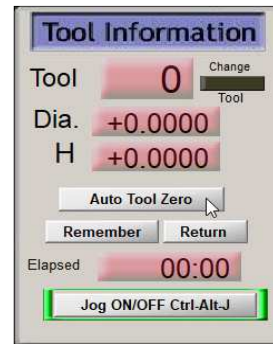 Tool Information
Tool 0 Change
Tool
Dia. +0.0000
H +0.0000
Auto Tool Zero
Remember Return
Elapsed 00:00
Jog ON/OFF Ctrl-Alt-J